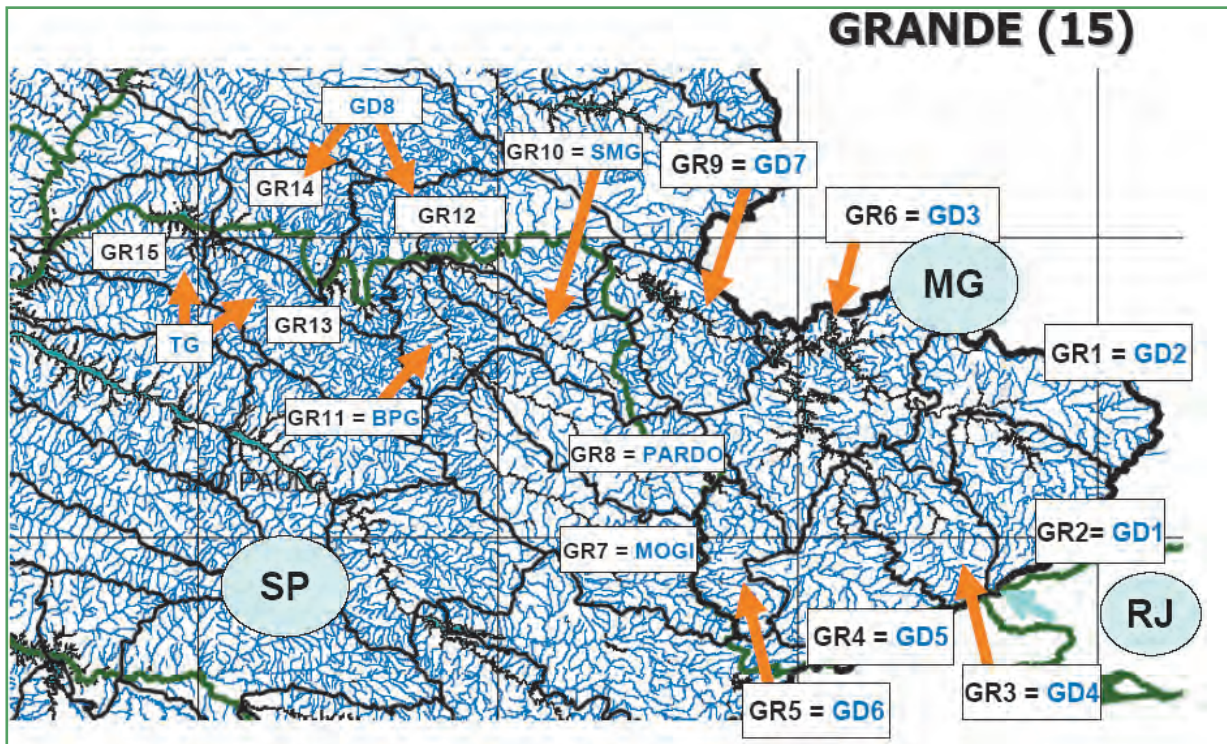 GRANDE (15)
GD8
GR10 = SMG
GR9 = GD7
GR14
GR12
GR6 = GD3
GR15
MG
GR13
TG
GR1 = GD2
GR11 = BPG
GR8 = PARDO
GR2= GD1
GR7 = MOGI
SP
RJ
GR4 = GD5
GR3 = GD4
GR5 = GD6